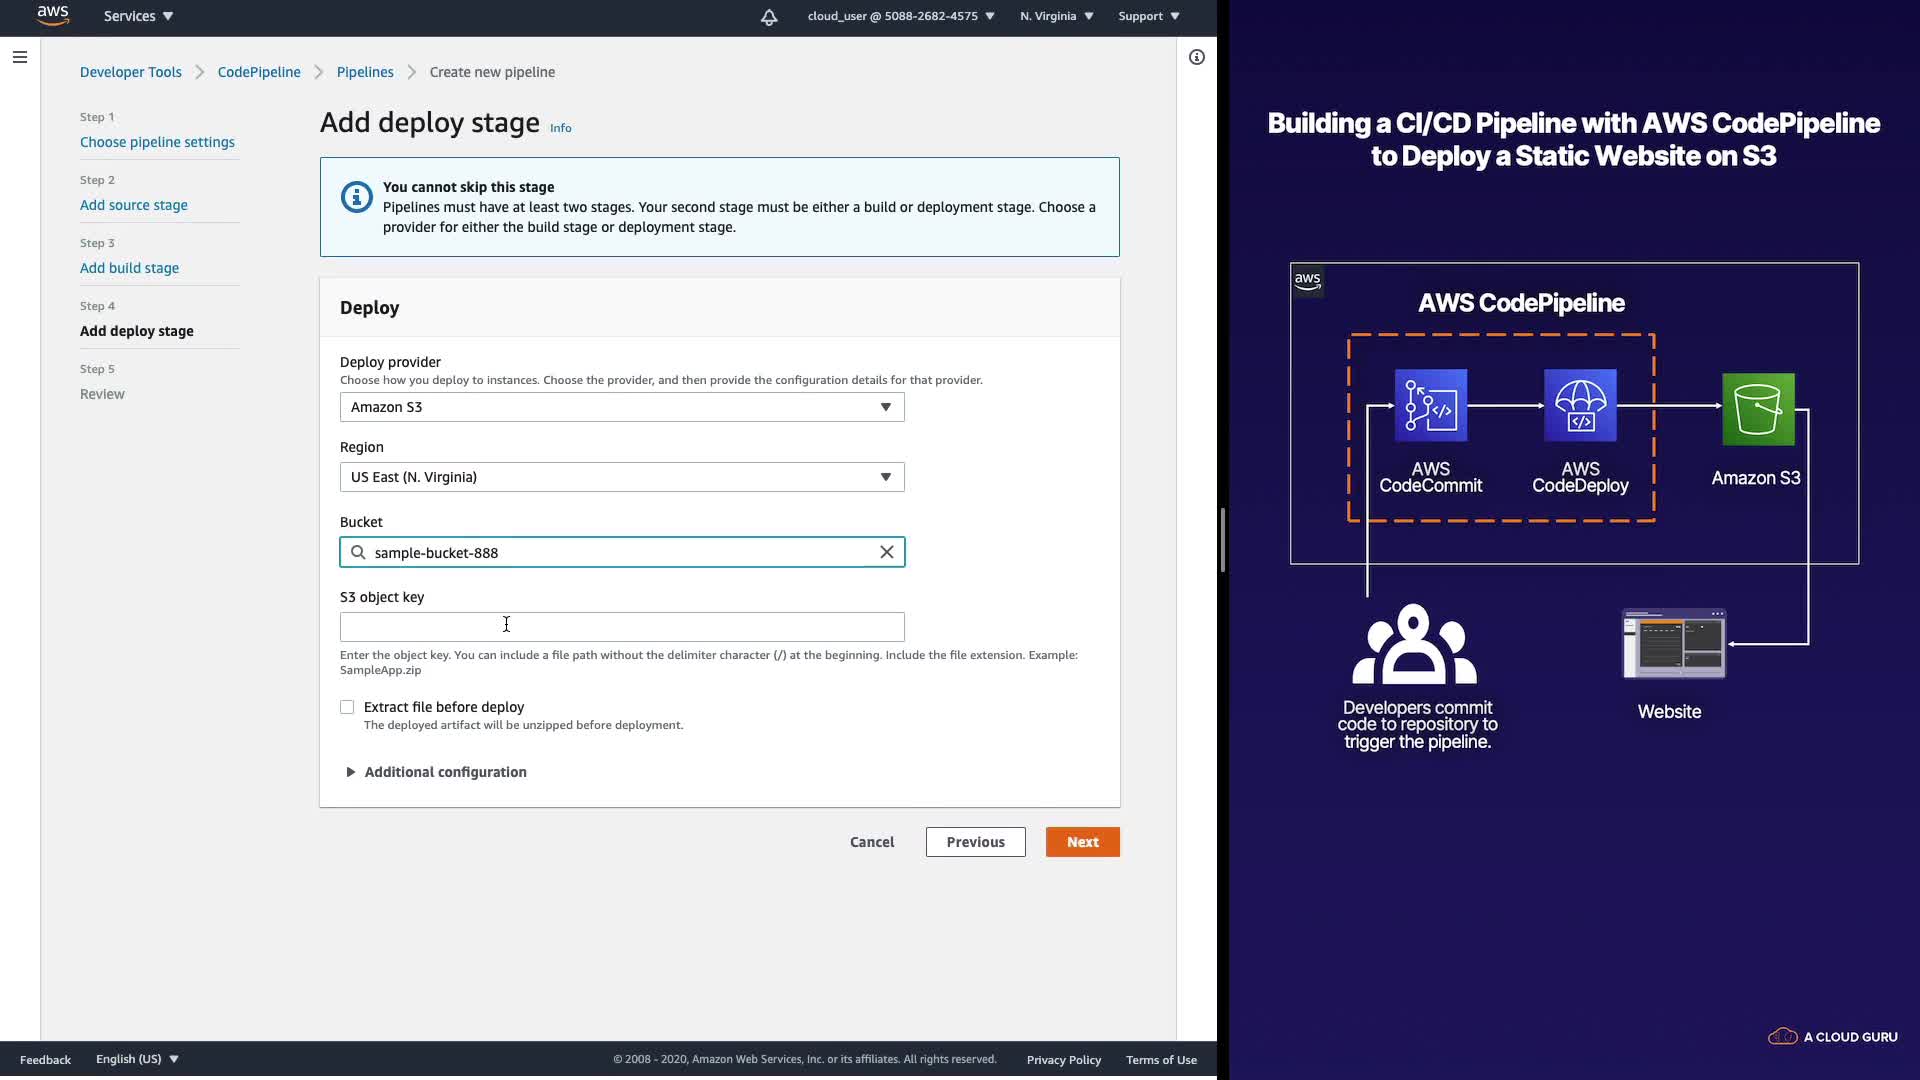 aws
Services
cloud_user @ 5088-2682-4575
N. Virginia
Support
Developer Tools
CodePipeline
Pipelines
Create new pipeline
Step 1
Choose pipeline settings
Step 2
Add source stage
Step 3
Add build stage
Step 4
Add deploy stage
Step 5
Review
Add deploy stage
Info
You cannot skip this stage
Pipelines must have at least two stages. Your second stage must be either a build or deployment stage. Choose a
provider for either the build stage or deployment stage.
Deploy
Deploy provider
Choose how you deploy to instances. Choose the provider, and then provide the configuration details for that provider.
Amazon S3
Region
US East (N. Virginia)
Bucket
sample-bucket-888
S3 object key
Enter the object key. You can include a file path without the delimiter character (/) at the beginning. Include the file extension. Example:
SampleApp.zip
Extract file before deploy
The deployed artifact will be unzipped before deployment.
Additional configuration
Cancel
Previous
Next
Feedback
English (US)
© 2008 - 2020, Amazon Web Services, Inc. or its affiliates. All rights reserved.
Privacy Policy
Terms of Use
Building a CI/CD Pipeline with AWS CodePipeline
to Deploy a Static Website on S3
aws
AWS CodePipeline
AWS
CodeCommit
AWS
CodeDeploy
Amazon S3
Developers commit
code to repository to
trigger the pipeline.
Website
A CLOUD GURU